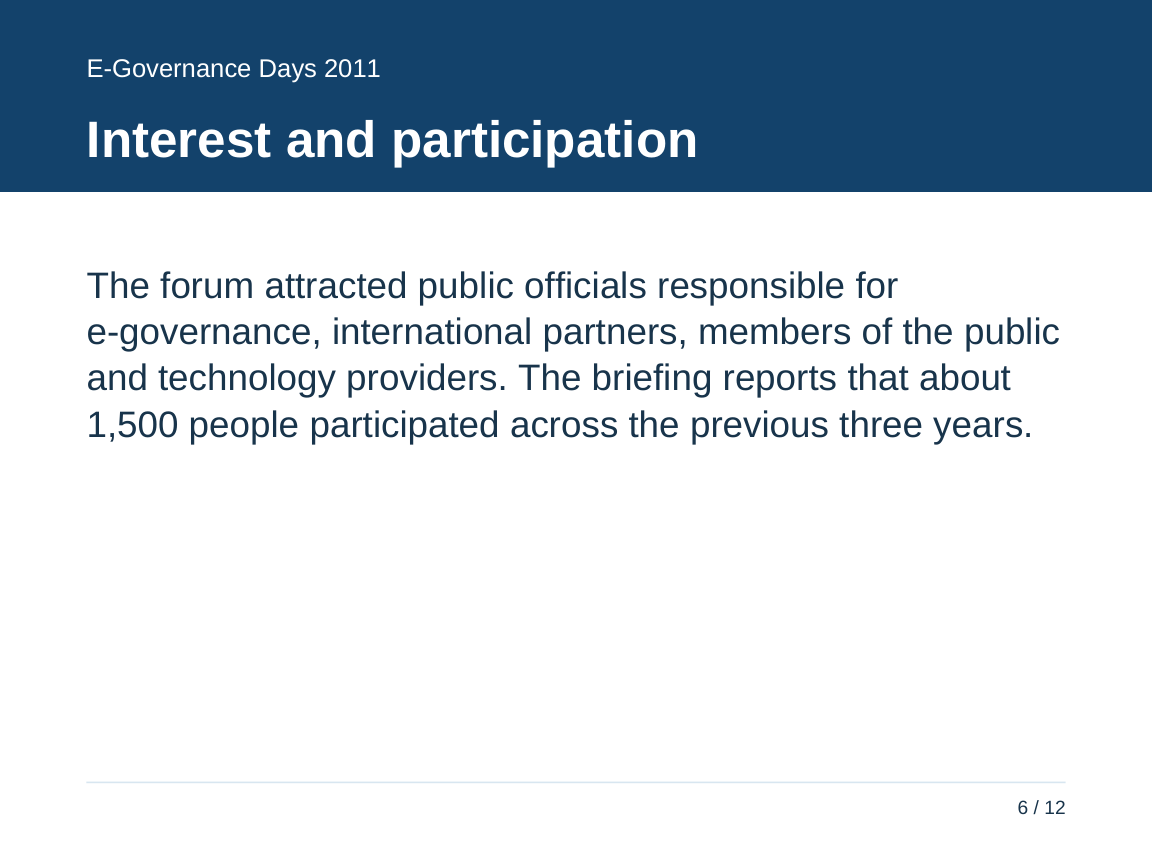 E-Governance Days 2011
Interest and participation
The forum attracted public officials responsible for
e-governance, international partners, members of the public
and technology providers. The briefing reports that about
1,500 people participated across the previous three years.
6 / 12